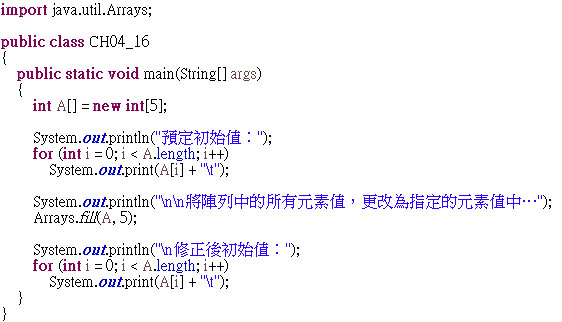 import java.util.Arrays;
public class CH04_16
{
public static void main(String[] args)
{
int A[] = new int[5];
System.out.println("預定初始值：");
for (int i = 0; i < A.length; i++)
System.out.print(A[i] + "\t");
System.out.println("\n\n將陣列中的所有元素值，更改為指定的元素值中…");
Arrays.fill(A, 5);
System.out.println("\n修正後初始值：");
for (int i = 0; i < A.length; i++)
System.out.print(A[i] + "\t");
}
}